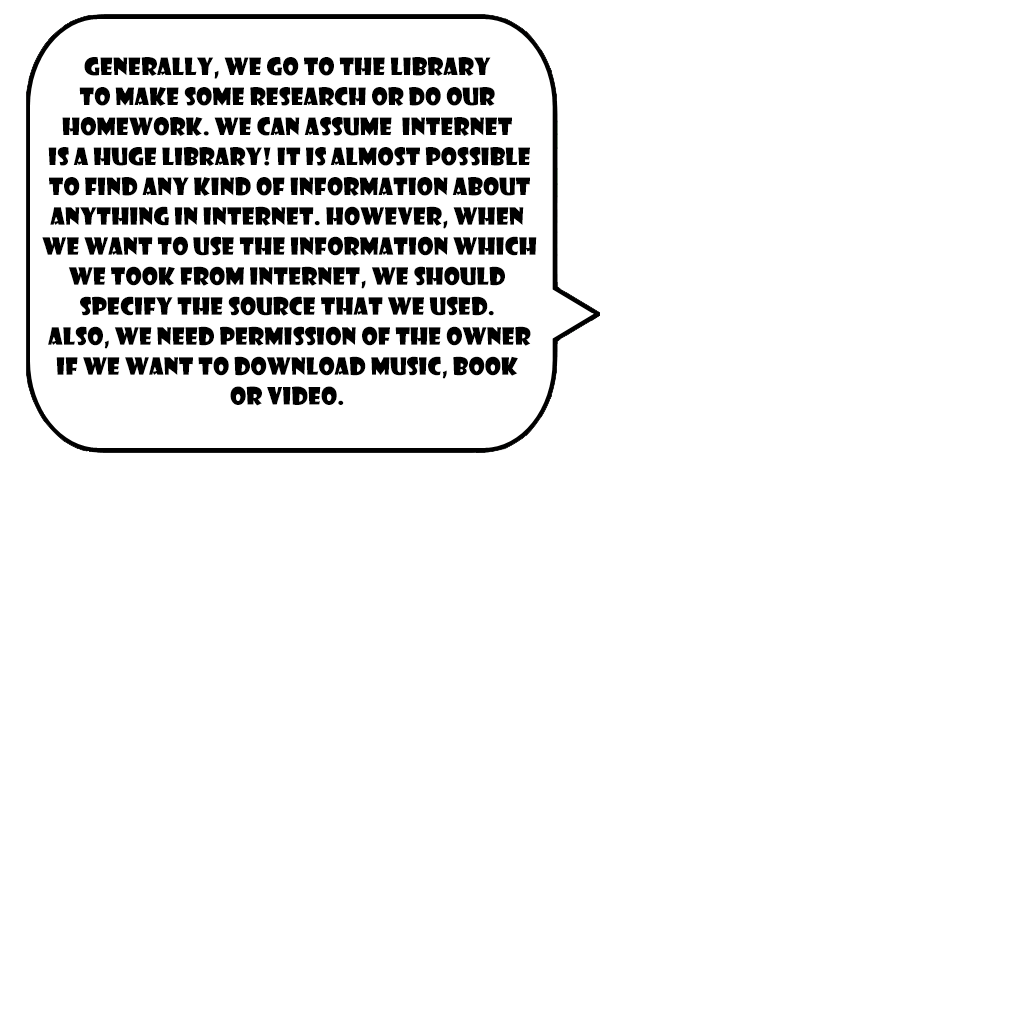 GENERALLY, WE GO TO THE LIBRARY
TO MAKE SOME RESEARCH OR DO OUR
HOMEWORK. WE CAN ASSUME INTERNET
IS A HUGE LIBRARY! IT IS ALMOST POSSIBLE
TO FIND ANY KIND OF INFORMATION ABOUT
ANYTHING IN INTERNET. HOWEVER, WHEN
WE WANT TO USE THE INFORMATION WHICH
WE TOOK FROM INTERNET, WE SHOULD
SPECIFY THE SOURCE THAT WE USED.
ALSO, WE NEED PERMISSION OF THE OWNER
IF WE WANT TO DOWNLOAD MUSIC, BOOK
OR VIDEO.